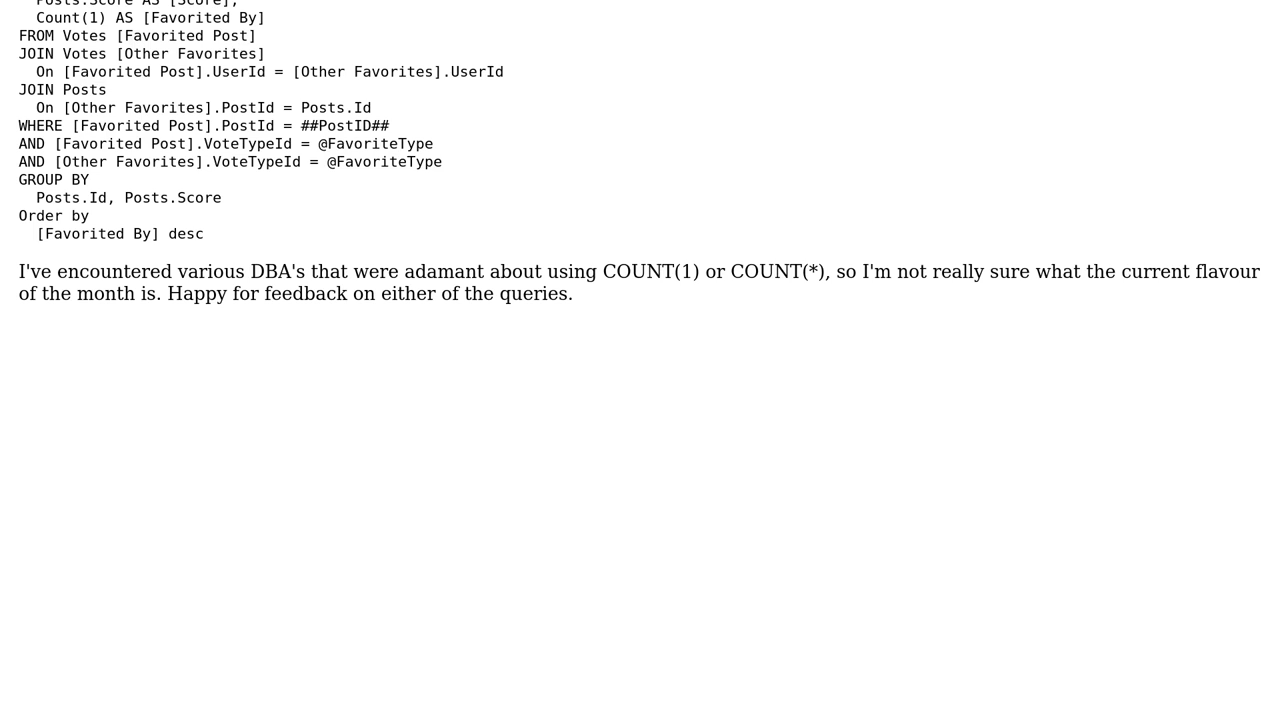 Posts.Score AS [Score],
Count(1) AS [Favorited By]
FROM Votes [Favorited Post]
JOIN Votes [Other Favorites]
On [Favorited Post].UserId = [Other Favorites].UserId
JOIN Posts
On [Other Favorites].PostId = Posts.Id
WHERE [Favorited Post].PostId = ##PostID##
AND [Favorited Post].VoteTypeId = @FavoriteType
AND [Other Favorites].VoteTypeId = @FavoriteType
GROUP BY
Posts.Id, Posts.Score
Order by
[Favorited By] desc
I've encountered various DBA's that were adamant about using COUNT(1) or COUNT(*), so I'm not really sure what the current flavour
of the month is. Happy for feedback on either of the queries.